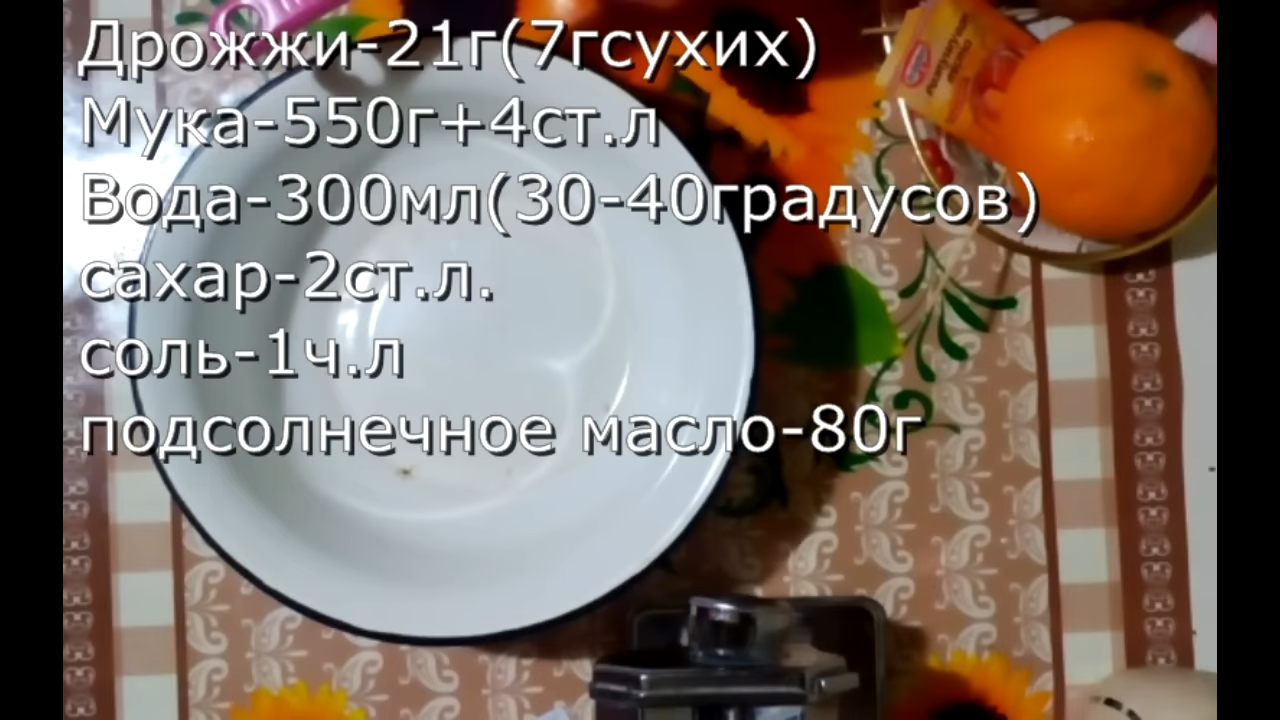 Дрожжи-21г(7гсухих)
Мука-550г+4ст.л
Вода-300мл(30-40градусов)
сахар-2ст.л.
соль-1ч.л
подсолнечное масло-80г